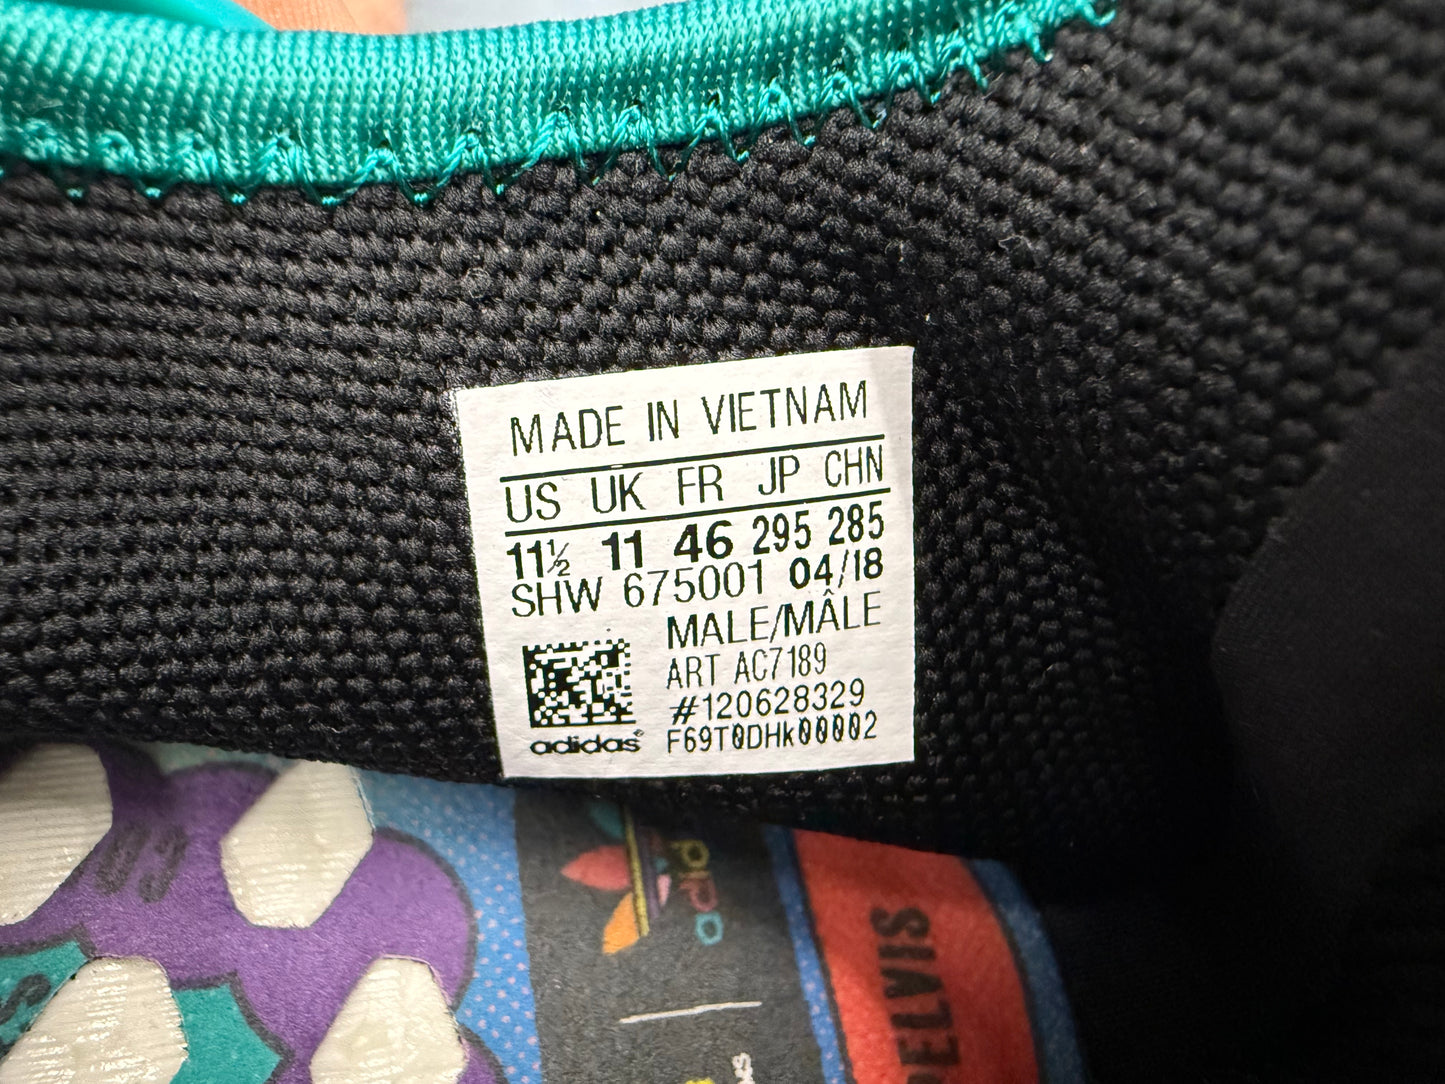 MADE IN VIETNAM
US UK FR JP CHN
11½ 11 46 295 285
SHW 675001 04/18
MALE/MÂLE
ART AC7189
#120628329
F69T0DHk00002
adidas®
adida